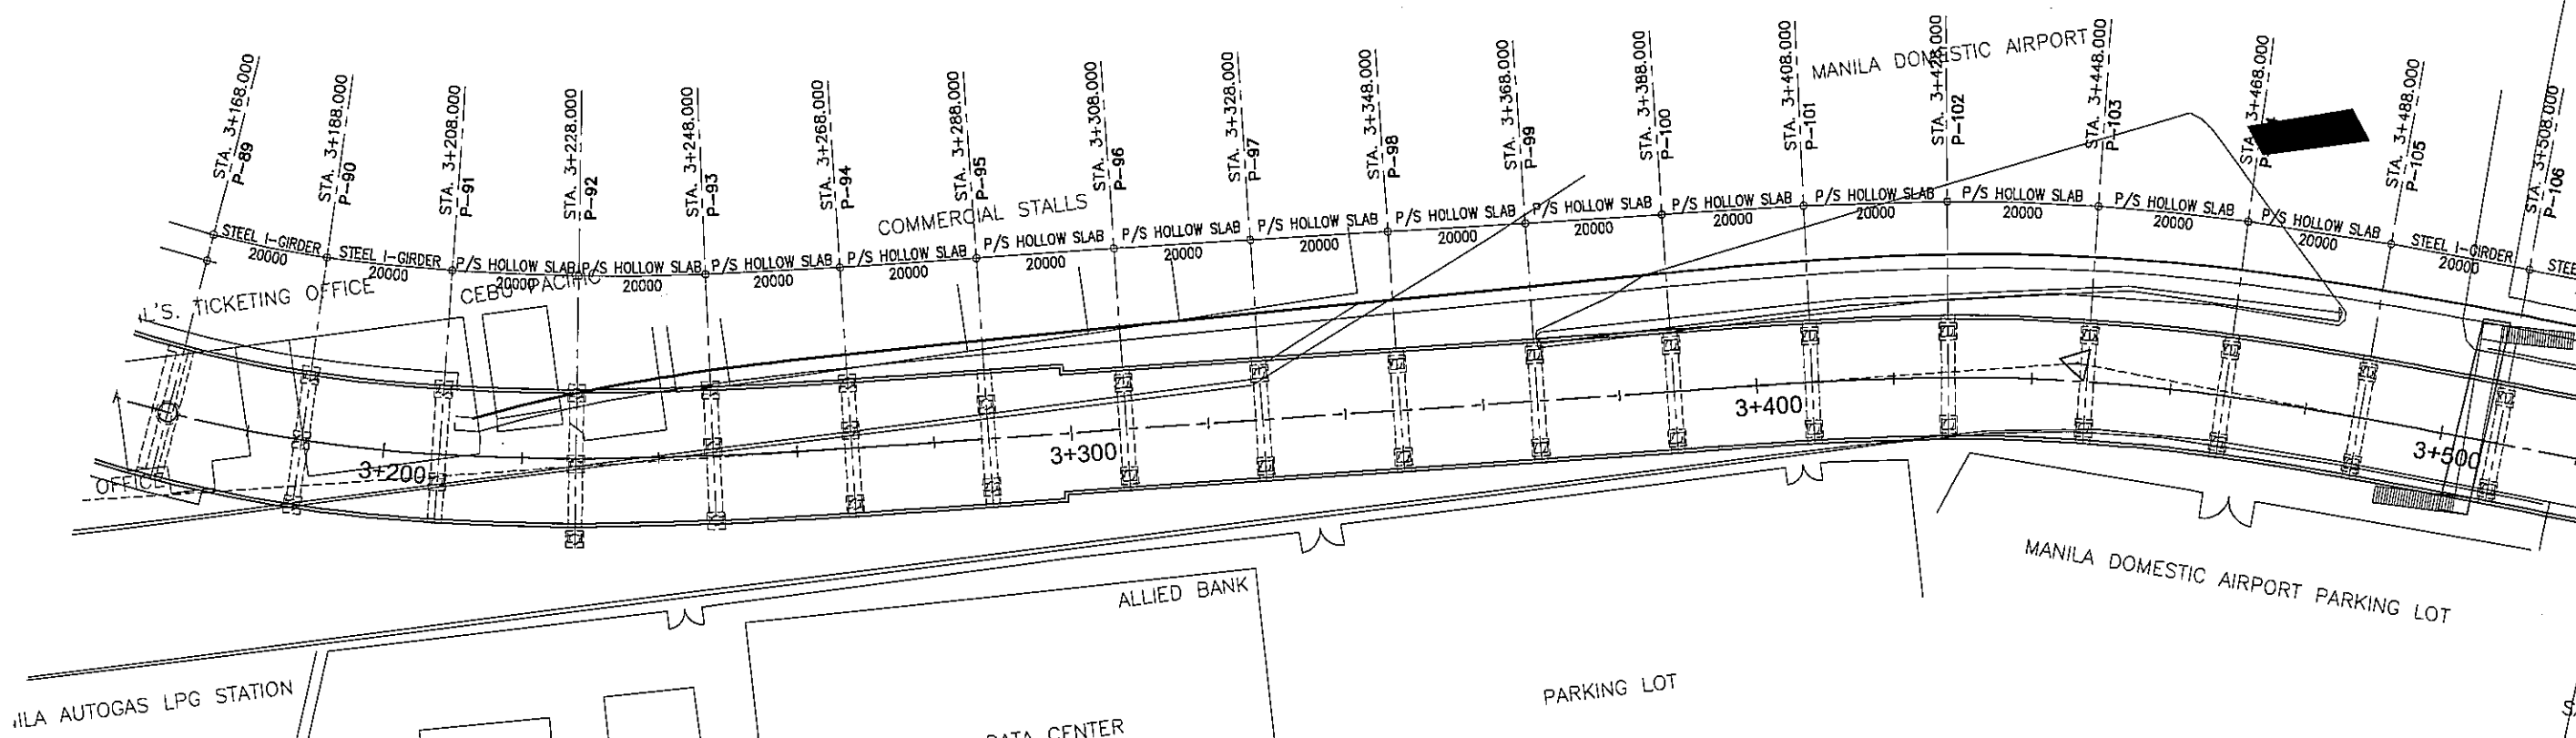 STA. 3+168.000
P-89
STA. 3+188.000
P-90
STA. 3+208.000
P-91
STA. 3+228.000
P-92
STA. 3+248.000
P-93
STA. 3+268.000
P-94
STA. 3+288.000
P-95
STA. 3+308.000
P-96
STA. 3+328.000
P-97
STA. 3+348.000
P-98
STA. 3+368.000
P-99
STA. 3+388.000
P-100
STA. 3+408.000
P-101
STA. 3+428.000
P-102
STA. 3+448.000
P-103
STA. 3+468.000
STA. 3+488.000
P-105
STA. 3+508.000
P-106
MANILA DOMESTIC AIRPORT
COMMERCIAL STALLS
STEEL I-GIRDER
20000
STEEL I-GIRDER
20000
P/S HOLLOW SLAB
20000
P/S HOLLOW SLAB
20000
P/S HOLLOW SLAB
20000
P/S HOLLOW SLAB
20000
P/S HOLLOW SLAB
20000
P/S HOLLOW SLAB
20000
P/S HOLLOW SLAB
20000
P/S HOLLOW SLAB
20000
P/S HOLLOW SLAB
20000
P/S HOLLOW SLAB
20000
P/S HOLLOW SLAB
20000
P/S HOLLOW SLAB
20000
P/S HOLLOW SLAB
20000
P/S HOLLOW SLAB
20000
STEEL I-GIRDER
20000
STEE
L'S. TICKETING OFFICE
CEBU PACIFIC
OFFICE
3+200
3+300
3+400
3+500
ALLIED BANK
MANILA DOMESTIC AIRPORT PARKING LOT
PARKING LOT
ILA AUTOGAS LPG STATION
DATA CENTER